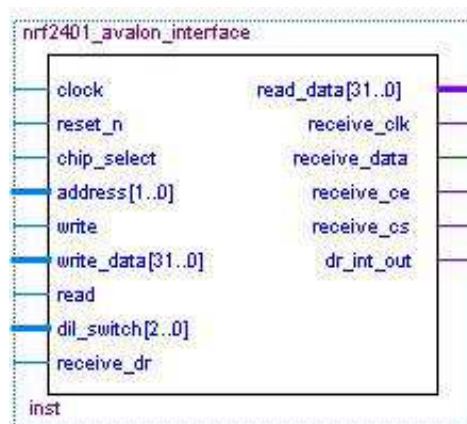 nrf2401_avalon_interface
clock read_data[31..0]
reset_n receive_clk
chip_select receive_data
address[1..0] receive_ce
write receive_cs
write_data[31..0] dr_int_out
read
dil_switch[2..0]
receive_dr
inst